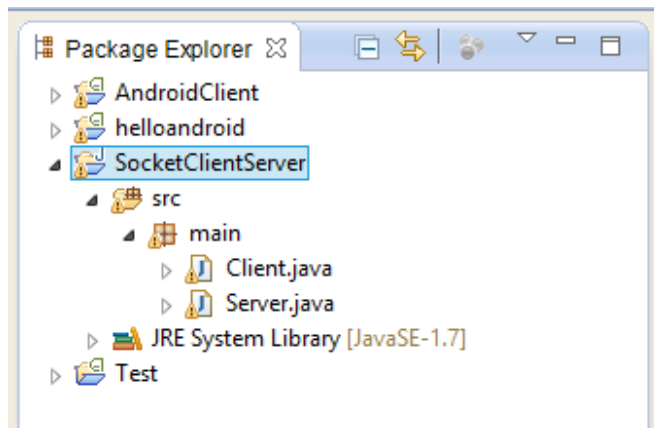 Package Explorer
AndroidClient
helloandroid
SocketClientServer
src
main
Client.java
Server.java
JRE System Library [JavaSE-1.7]
Test